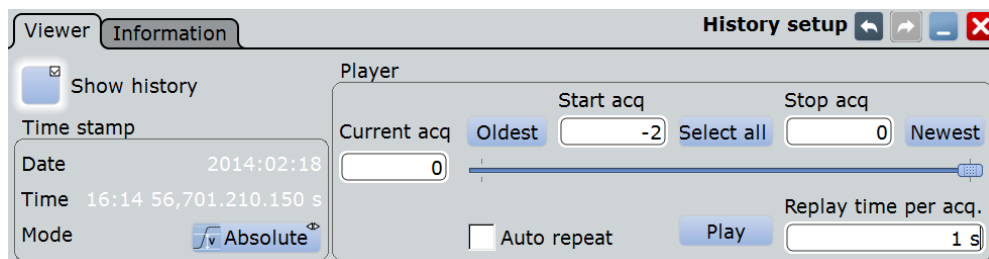 Viewer Information History setup
Show history
Player
Start acq Stop acq
Time stamp
Current acq Oldest -2 Select all 0 Newest
Date 2014:02:18
0
Time 16:14 56,701.210.150 s
Replay time per acq.
Mode Absolute
Auto repeat Play 1 s